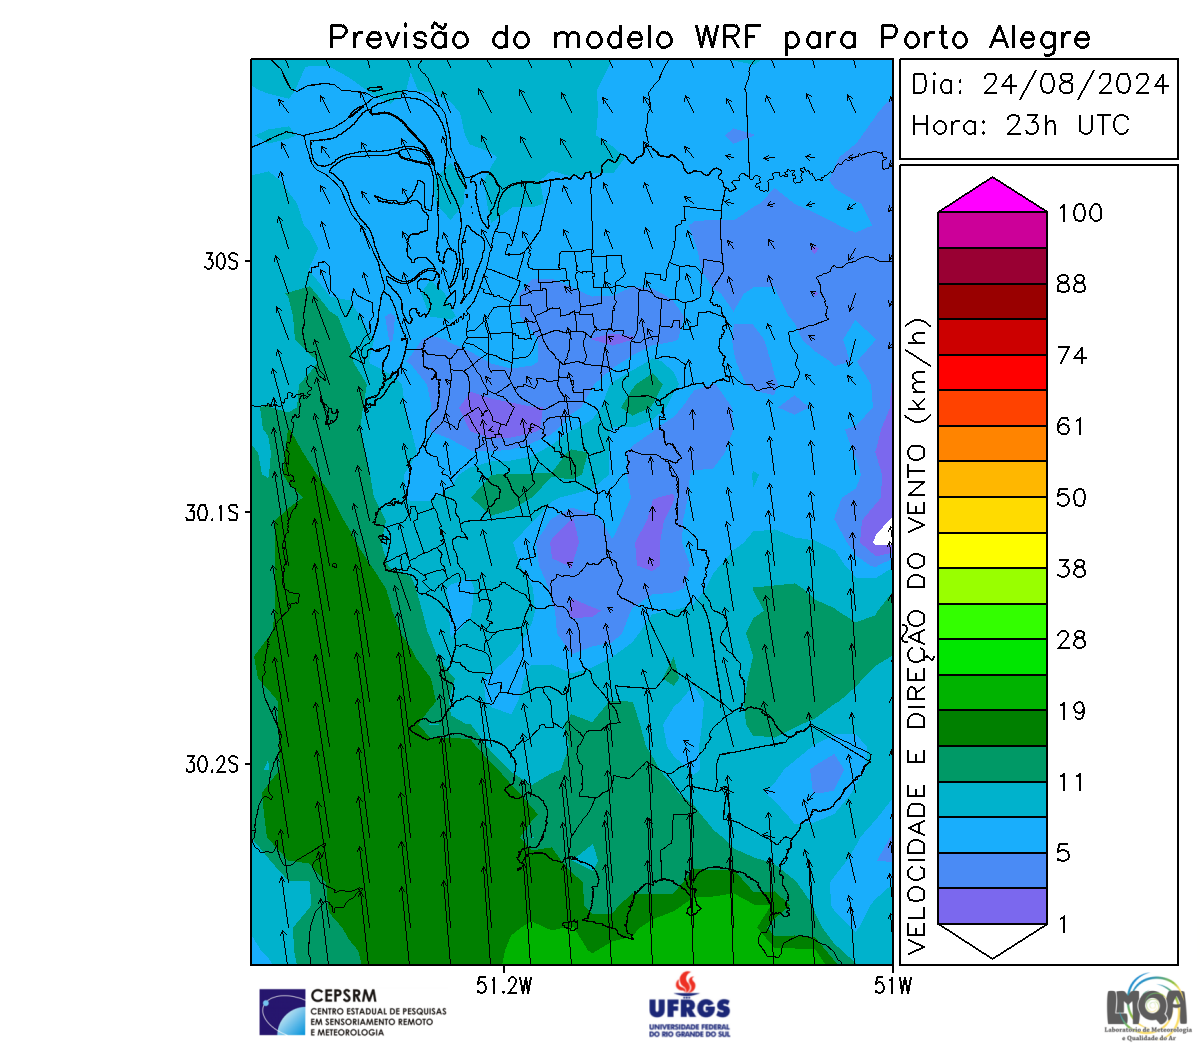 Previsão do modelo WRF para Porto Alegre
Dia: 24/08/2024
Hora: 23h UTC
100
88
74
61
50
38
28
19
11
5
1
VELOCIDADE E DIREÇÃO DO VENTO (km/h)
30S
30.1S
30.2S
51.2W
51W
CEPSRM
CENTRO ESTADUAL DE PESQUISAS
EM SENSORIAMENTO REMOTO
E METEOROLOGIA
UFRGS
UNIVERSIDADE FEDERAL
DO RIO GRANDE DO SUL
LMQA
Laboratório de Meteorologia
e Qualidade do Ar